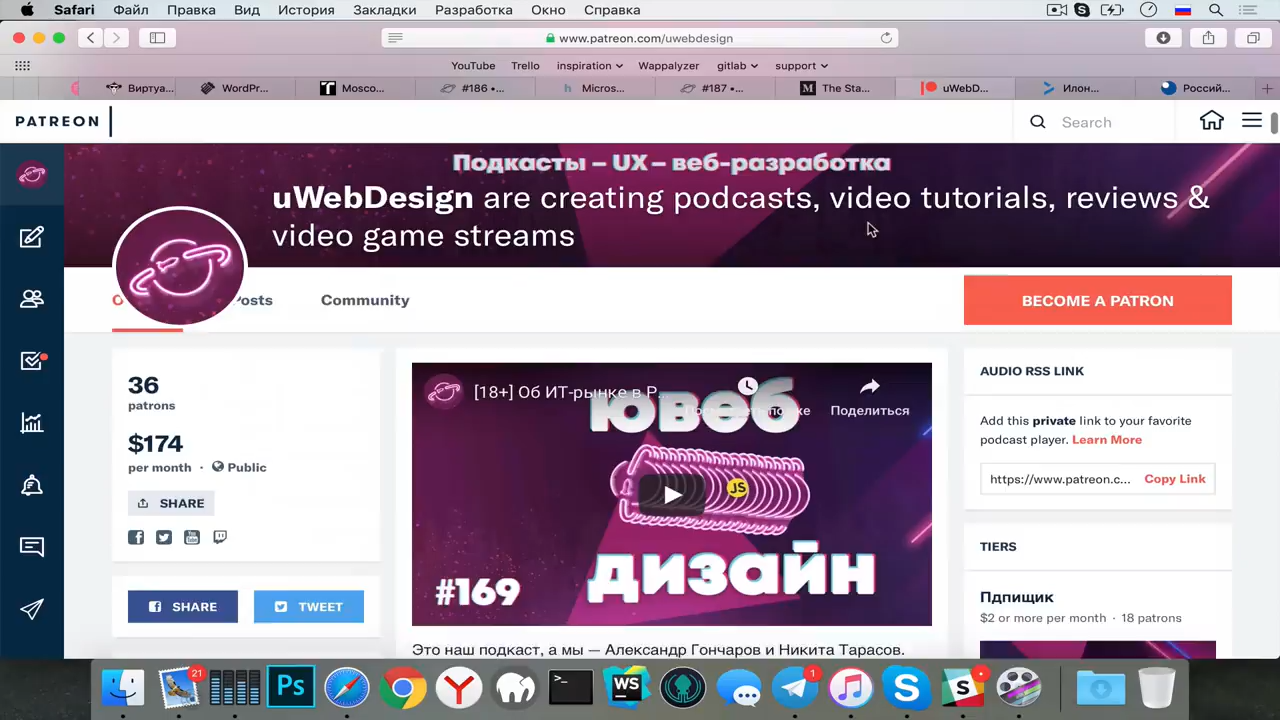 Safari Файл Правка Вид История Закладки Разработка Окно Справка
www.patreon.com/uwebdesign
YouTube Trello inspiration Wappalyzer gitlab support
Виртуа... WordPr... Mosco... #186 •... Micros... #187 •... The Sta... uWebD... Илон... Россий...
PATREON Search
Подкасты – UX – веб-разработка
uWebDesign are creating podcasts, video tutorials, reviews &
video game streams
O Posts Community BECOME A PATRON
36
patrons
$174
per month · Public
SHARE
SHARE TWEET
[18+] Об ИТ-рынке в Р...
Поделиться
ювеб
JS
дизайн
#169
Это наш подкаст, а мы — Александр Гончаров и Никита Тарасов.
AUDIO RSS LINK
Add this private link to your favorite
podcast player. Learn More
https://www.patreon.c... Copy Link
TIERS
Пдпищик
$2 or more per month · 18 patrons
21 Ps >_ WS 1 S S